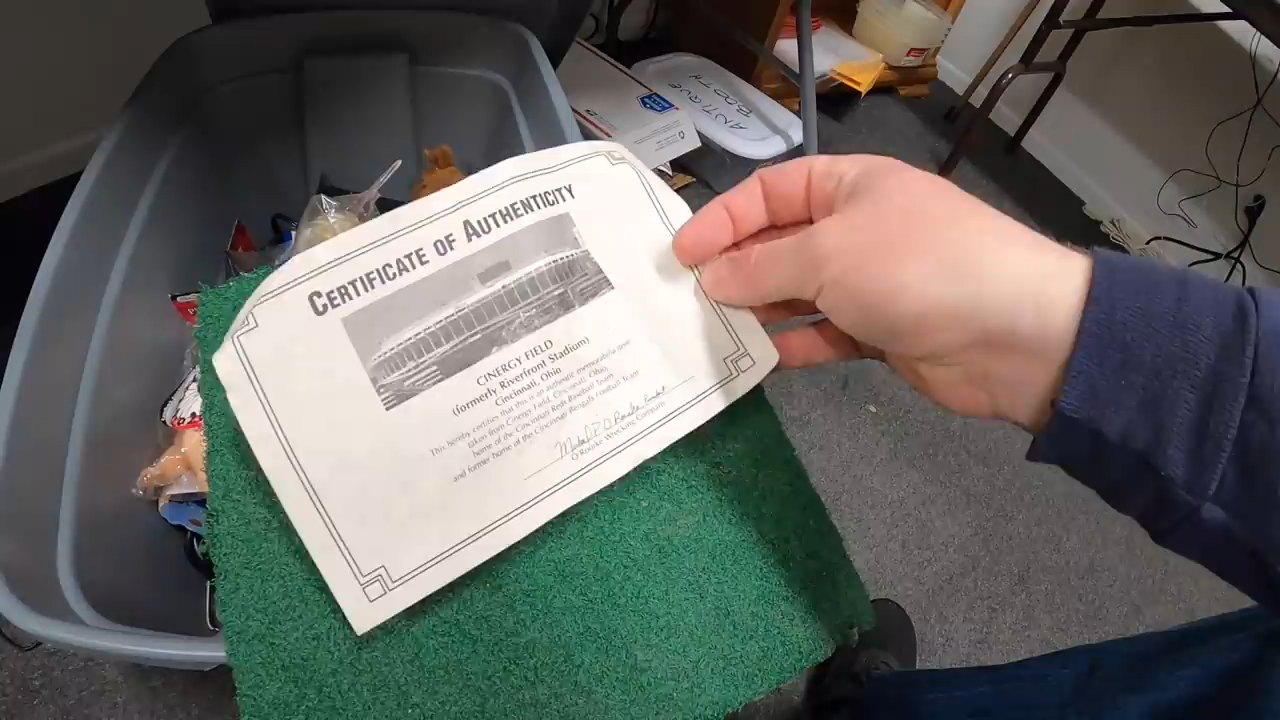 ANTIQUE
BOOTH
CERTIFICATE OF AUTHENTICITY
CINERGY FIELD
(formerly Riverfront Stadium)
Cincinnati, Ohio
This hereby certifies that this is an authentic memorabilia item
taken from Cinergy Field, Cincinnati, Ohio,
home of the Cincinnati Reds Baseball Team
and former home of the Cincinnati Bengals Football Team
O'Rourke Wrecking Company